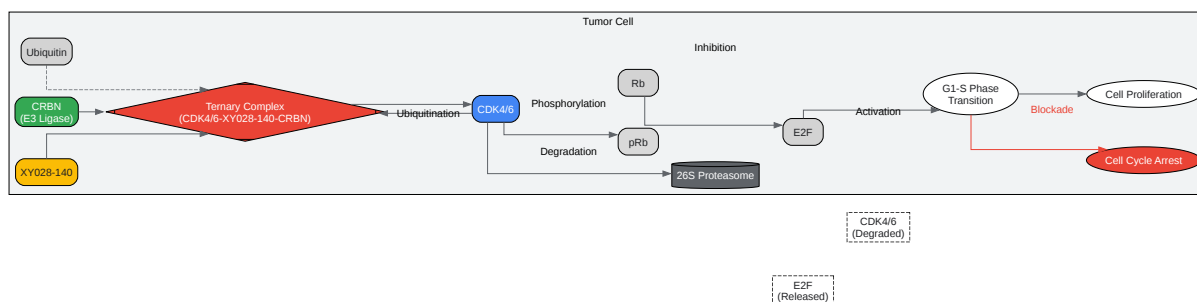 Tumor Cell
Ubiquitin
CRBN
(E3 Ligase)
XY028-140
Ternary Complex
(CDK4/6-XY028-140-CRBN)
Ubiquitination
CDK4/6
Phosphorylation
Degradation
Inhibition
Rb
pRb
26S Proteasome
E2F
Activation
G1-S Phase
Transition
Blockade
Cell Proliferation
Cell Cycle Arrest
CDK4/6
(Degraded)
E2F
(Released)